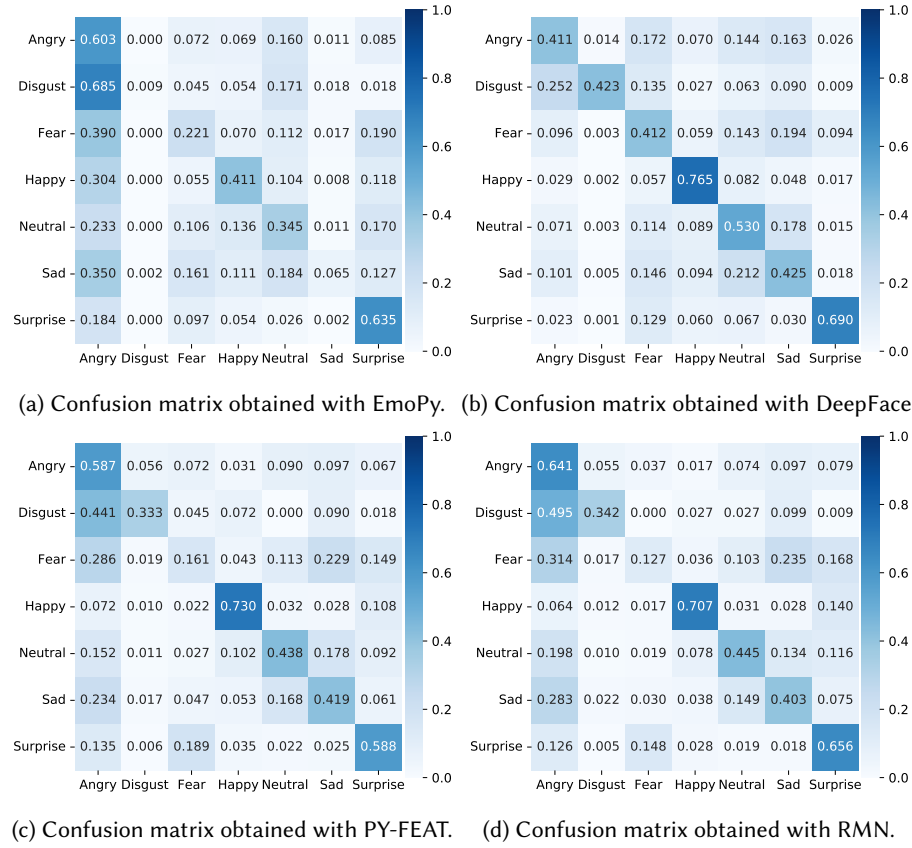 1.0
Angry 0.603 0.000 0.072 0.069 0.160 0.011 0.085
Disgust 0.685 0.009 0.045 0.054 0.171 0.018 0.018
0.8
Fear 0.390 0.000 0.221 0.070 0.112 0.017 0.190
0.6
Happy 0.304 0.000 0.055 0.411 0.104 0.008 0.118
0.4
Neutral 0.233 0.000 0.106 0.136 0.345 0.011 0.170
Sad 0.350 0.002 0.161 0.111 0.184 0.065 0.127
0.2
Surprise 0.184 0.000 0.097 0.054 0.026 0.002 0.635
0.0
Angry Disgust Fear Happy Neutral Sad Surprise
(a) Confusion matrix obtained with EmoPy.
1.0
Angry 0.411 0.014 0.172 0.070 0.144 0.163 0.026
Disgust 0.252 0.423 0.135 0.027 0.063 0.090 0.009
0.8
Fear 0.096 0.003 0.412 0.059 0.143 0.194 0.094
0.6
Happy 0.029 0.002 0.057 0.765 0.082 0.048 0.017
0.4
Neutral 0.071 0.003 0.114 0.089 0.530 0.178 0.015
Sad 0.101 0.005 0.146 0.094 0.212 0.425 0.018
0.2
Surprise 0.023 0.001 0.129 0.060 0.067 0.030 0.690
0.0
Angry Disgust Fear Happy Neutral Sad Surprise
(b) Confusion matrix obtained with DeepFace
1.0
Angry 0.587 0.056 0.072 0.031 0.090 0.097 0.067
Disgust 0.441 0.333 0.045 0.072 0.000 0.090 0.018
0.8
Fear 0.286 0.019 0.161 0.043 0.113 0.229 0.149
0.6
Happy 0.072 0.010 0.022 0.730 0.032 0.028 0.108
0.4
Neutral 0.152 0.011 0.027 0.102 0.438 0.178 0.092
Sad 0.234 0.017 0.047 0.053 0.168 0.419 0.061
0.2
Surprise 0.135 0.006 0.189 0.035 0.022 0.025 0.588
0.0
Angry Disgust Fear Happy Neutral Sad Surprise
(c) Confusion matrix obtained with PY-FEAT.
1.0
Angry 0.641 0.055 0.037 0.017 0.074 0.097 0.079
Disgust 0.495 0.342 0.000 0.027 0.027 0.099 0.009
0.8
Fear 0.314 0.017 0.127 0.036 0.103 0.235 0.168
0.6
Happy 0.064 0.012 0.017 0.707 0.031 0.028 0.140
0.4
Neutral 0.198 0.010 0.019 0.078 0.445 0.134 0.116
Sad 0.283 0.022 0.030 0.038 0.149 0.403 0.075
0.2
Surprise 0.126 0.005 0.148 0.028 0.019 0.018 0.656
0.0
Angry Disgust Fear Happy Neutral Sad Surprise
(d) Confusion matrix obtained with RMN.